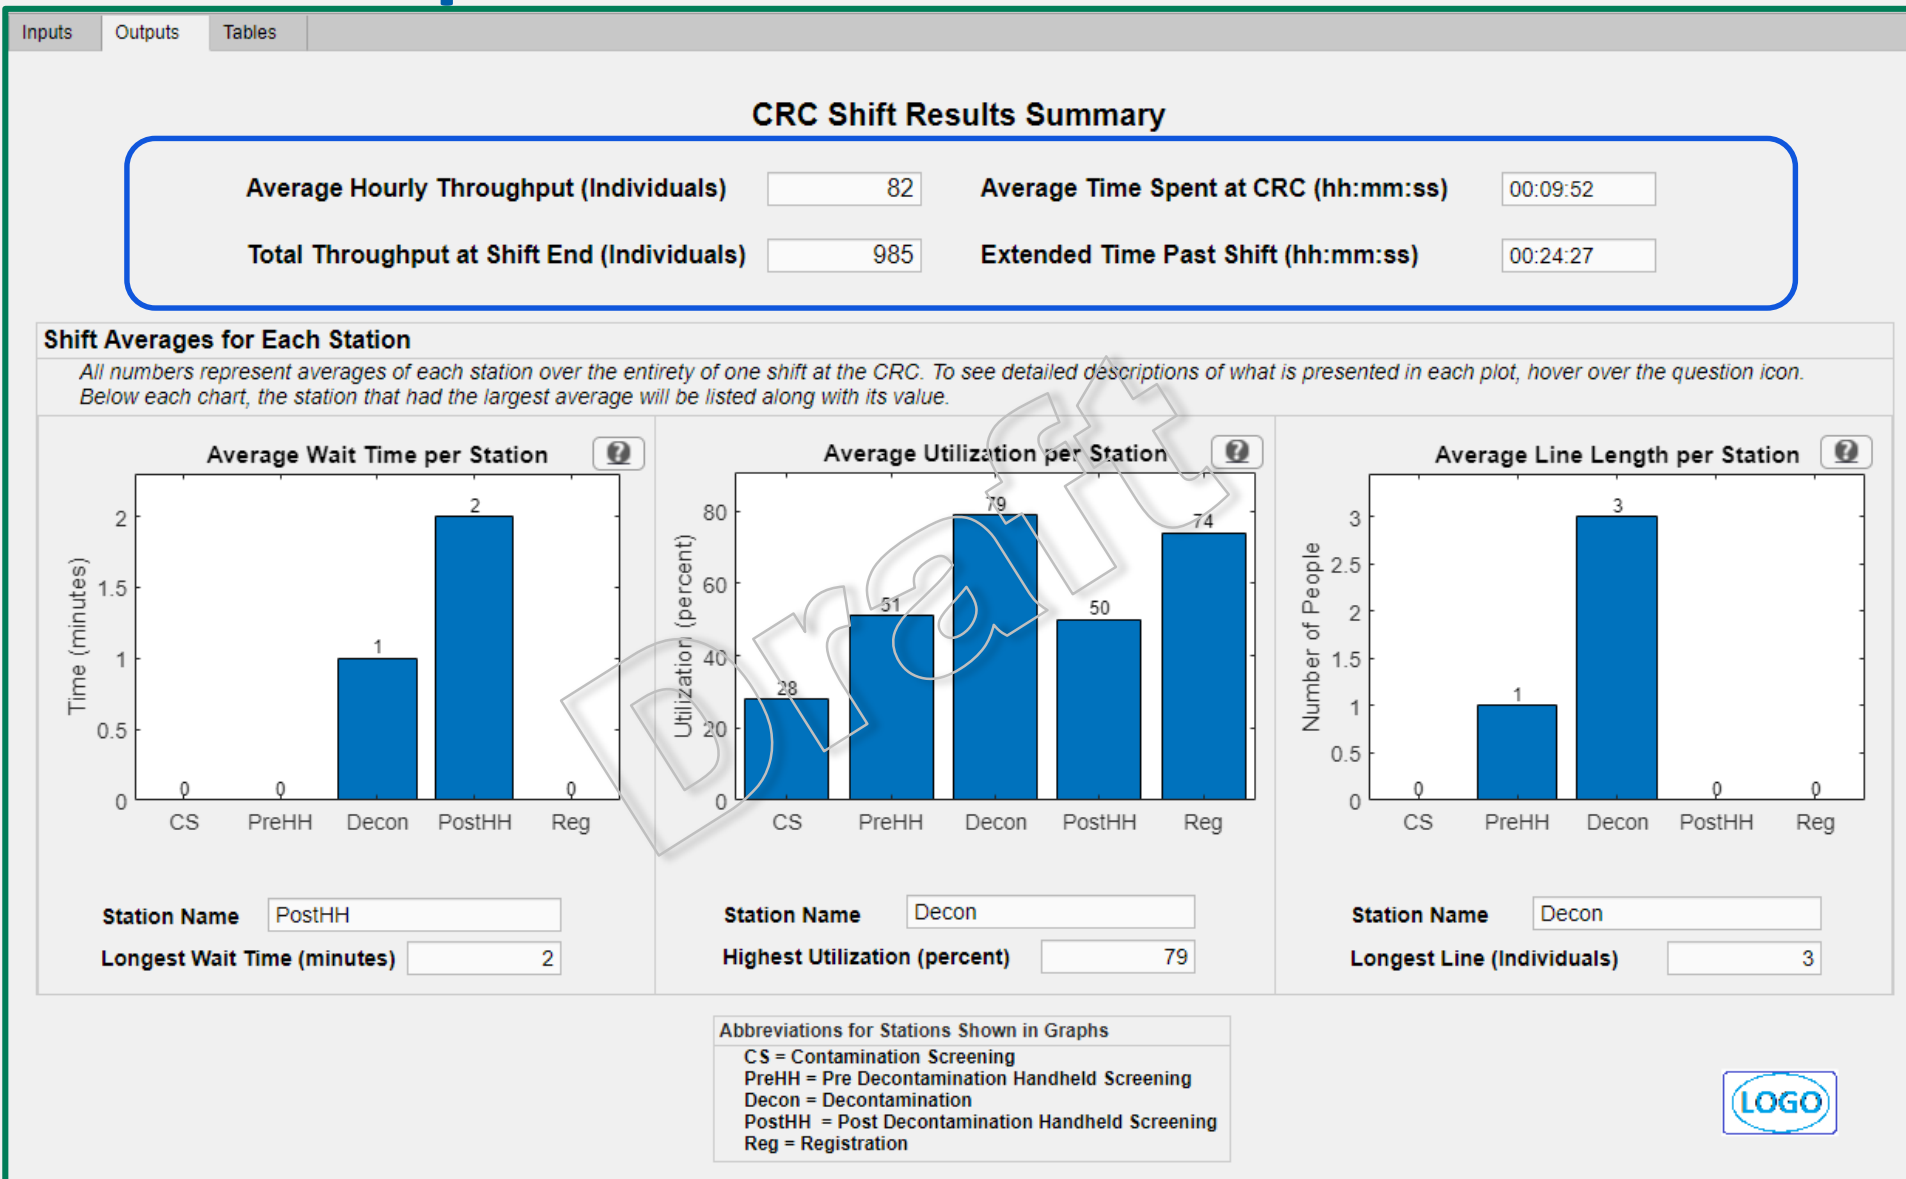 Inputs Outputs Tables
CRC Shift Results Summary
Average Hourly Throughput (Individuals) 82 Average Time Spent at CRC (hh:mm:ss) 00:09:52
Total Throughput at Shift End (Individuals) 985 Extended Time Past Shift (hh:mm:ss) 00:24:27
Shift Averages for Each Station
All numbers represent averages of each station over the entirety of one shift at the CRC. To see detailed descriptions of what is presented in each plot, hover over the question icon.
Below each chart, the station that had the largest average will be listed along with its value.
Average Wait Time per Station ?
Time (minutes)
2
1.5
1
0.5
0
0 0 1 2 0
CS PreHH Decon PostHH Reg
Station Name PostHH
Longest Wait Time (minutes) 2
Average Utilization per Station ?
Utilization (percent)
80
60
40
20
0
28 51 79 50 74
CS PreHH Decon PostHH Reg
Station Name Decon
Highest Utilization (percent) 79
Average Line Length per Station ?
Number of People
3
2.5
2
1.5
1
0.5
0
0 1 3 0 0
CS PreHH Decon PostHH Reg
Station Name Decon
Longest Line (Individuals) 3
Draft
Abbreviations for Stations Shown in Graphs
CS = Contamination Screening
PreHH = Pre Decontamination Handheld Screening
Decon = Decontamination
PostHH = Post Decontamination Handheld Screening
Reg = Registration
LOGO